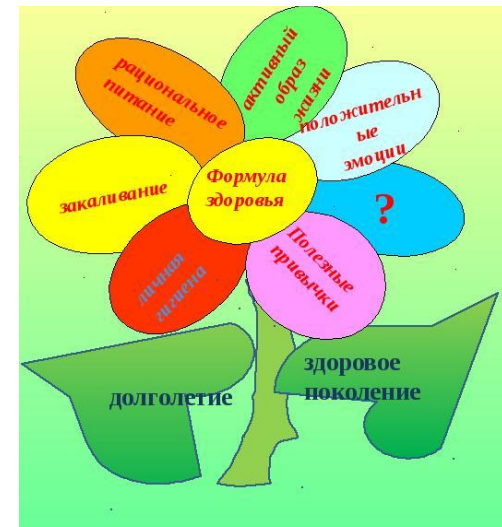 рациональное
питание
активный
образ
жизни
положительн
ые
эмоции
закаливание
Формула
здоровья
?
личная
гигиена
Полезные
привычки
долголетие
здоровое
поколение